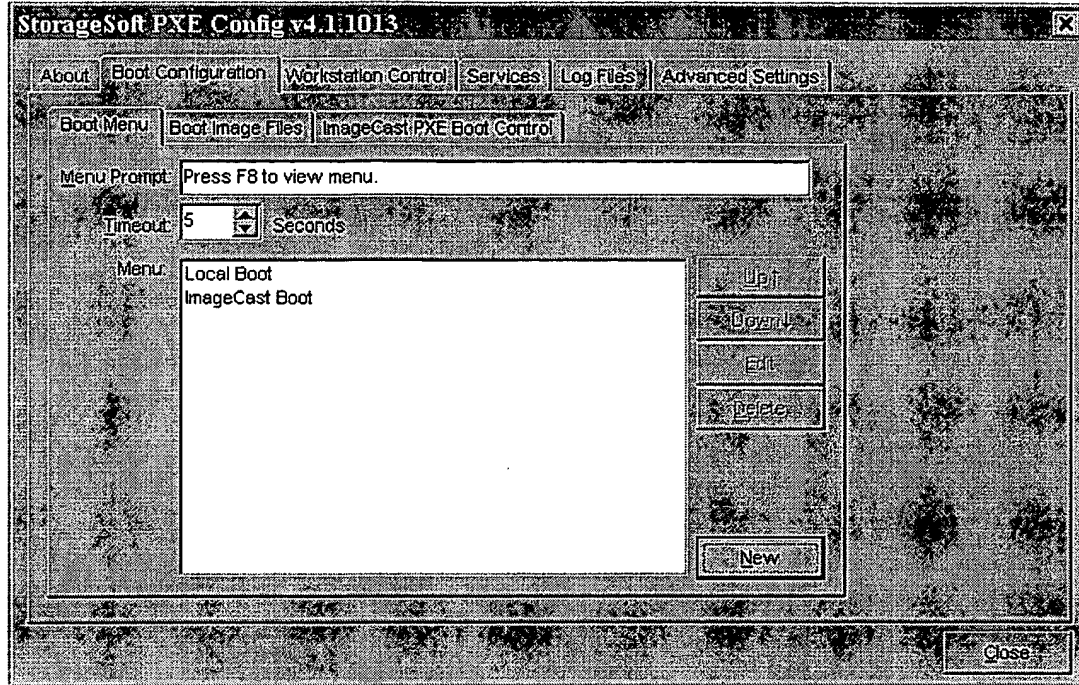 StorageSoft PXE Config v4.1.1013
About Boot Configuration Workstation Control Services Log Files Advanced Settings
Boot Menu Boot Image Files ImageCast PXE Boot Control
Menu Prompt: Press F8 to view menu.
Timeout: 5 Seconds
Menu:
Local Boot
ImageCast Boot
Up↑
Down↓
Edit
Delete
New
Close